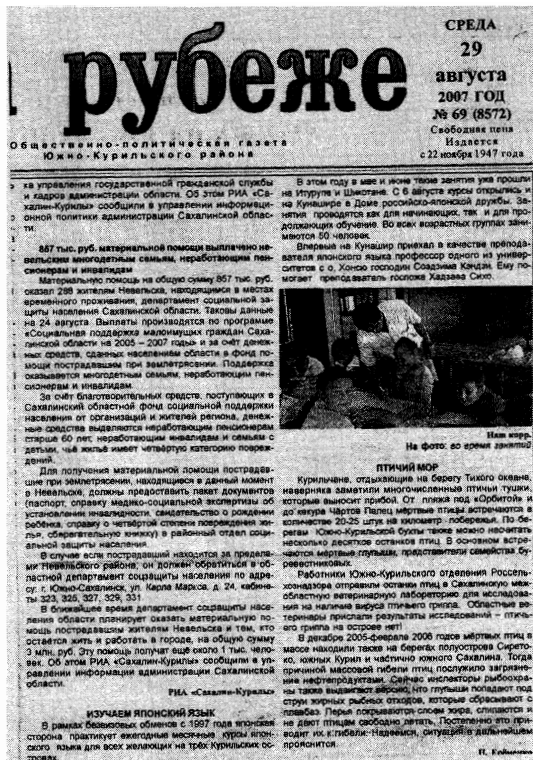 рубеже
Общественно-политическая газета
Южно-Курильского района
СРЕДА
29
августа
2007 ГОД
№ 69 (8572)
Свободная цена
Издается
с 22 ноября 1947 года
ка управления государственной гражданской службы
и кадров администрации области. Об этом РИА «Са-
халин-Курилы» сообщили в управлении информаци-
онной политики администрации Сахалинской облас-
ти.
857 тыс. руб. материальной помощи выплачено не-
вельским многодетным семьям, неработающим пен-
сионерам и инвалидам
Материальную помощь на общую сумму 857 тыс. руб.
оказал 288 жителям Невельска, находящимся в местах
временного проживания, департамент социальной за-
щиты населения Сахалинской области. Таковы данные
на 24 августа. Выплаты производятся по программе
«Социальная поддержка малоимущих граждан Саха-
линской области на 2005 – 2007 годы» и за счёт денеж-
ных средств, сданных населением области в фонд по-
мощи пострадавшим при землетрясении. Поддержка
оказывается многодетным семьям, неработающим пен-
сионерам и инвалидам.
За счёт благотворительных средств, поступающих в
Сахалинский областной фонд социальной поддержки
населения от организаций и жителей региона, денеж-
ные средства выделяются неработающим пенсионерам
старше 60 лет, неработающим инвалидам и семьям с
детьми, чьё жильё имеет четвёртую категорию повреж-
дений.
Для получения материальной помощи пострадав-
шие при землетрясении, находящиеся в данный момент
в Невельске, должны предоставить пакет документов
(паспорт, справку медико-социальной экспертизы об
установлении инвалидности, свидетельство о рождении
ребёнка, справку о четвёртой степени повреждения жи-
лья, сберегательную книжку) в районный отдел соци-
альной защиты населения.
В случае если пострадавший находится за предела-
ми Невельского района, он должен обратиться в об-
ластной департамент соцзащиты населения по адре-
су: г. Южно-Сахалинск, ул. Карла Маркса, д. 24, кабине-
ты 323, 325, 327, 329, 331.
В ближайшее время департамент соцзащиты насе-
ления области планирует оказать материальную по-
мощь пострадавшим жителям Невельска и тем, кто
остаётся жить и работать в городе, на общую сумму
3 млн. руб. Эту помощь получат ещё около 1 тыс. чело-
век. Об этом РИА «Сахалин-Курилы» сообщили в уп-
равлении информации администрации Сахалинской
области.
РИА «Сахалин-Курилы»
ИЗУЧАЕМ ЯПОНСКИЙ ЯЗЫК
В рамках безвизовых обменов с 1997 года японская
сторона практикует ежегодные месячные курсы япон-
ского языка для всех желающих на трёх Курильских ос-
тровах.
В этом году в мае и июне такие занятия уже прошли
на Итурупе и Шикотане. С 6 августа курсы открылись и
на Кунашире в Доме российско-японской дружбы. За-
нятия проводятся как для начинающих, так и для про-
должающих обучение. Во всех возрастных группах зани-
маются 50 человек.
Впервые на Кунашир приехал в качестве препода-
вателя японского языка профессор одного из универ-
ситетов с о. Хонсю господин Соэдзима Кэндзи. Ему по-
могает преподаватель госпожа Хадзава Сихо.
Наш корр.
На фото: во время занятий
ПТИЧИЙ МОР
Курильчане, отдыхающие на берегу Тихого океана,
наверняка заметили многочисленные птичьи тушки,
которые выносит прибой. От пляжа под «Орбитой» и
до кекура Чёртов Палец мёртвые птицы встречаются в
количестве 20-25 штук на километр побережья. По бе-
регам Южно-Курильской бухты также можно насчитать
несколько десятков останков птиц. В основном встре-
чаются мёртвые глупыши, представители семейства бу-
ревестниковых.
Работники Южно-Курильского отделения Россель-
хознадзора отправили останки птиц в Сахалинскую меж-
областную ветеринарную лабораторию для исследова-
ния на наличие вируса птичьего гриппа. Областные ве-
теринары прислали результаты исследований – птичь-
его гриппа на острове нет!
В декабре 2005-феврале 2006 годов мёртвых птиц в
массе находили также на берегах полуострова Сирето-
ко, южных Курил и частично южного Сахалина. Тогда
причиной массовой гибели птиц послужило загрязне-
ние нефтепродуктами. Сейчас инспекторы рыбоохра-
ны также выдвигают версию, что глупыши попадают под
струи жирных рыбных отходов, которые сбрасывают с
плавбаз. Перья покрываются слоем жира, слипаются и
не дают птицам свободно летать. Постепенно это при-
водит их к гибели. Надеемся, ситуация в дальнейшем
прояснится.